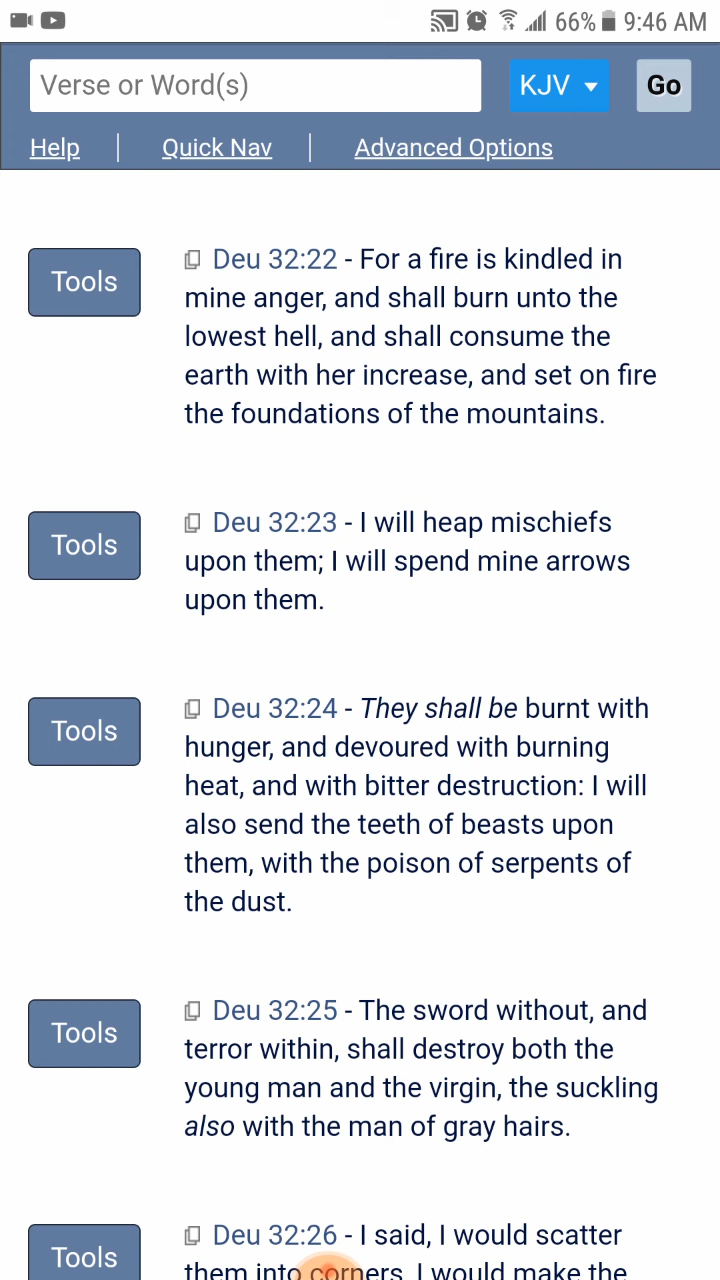 66% 9:46 AM
Verse or Word(s) KJV Go
Help Quick Nav Advanced Options
Tools
Deu 32:22 - For a fire is kindled in
mine anger, and shall burn unto the
lowest hell, and shall consume the
earth with her increase, and set on fire
the foundations of the mountains.
Tools
Deu 32:23 - I will heap mischiefs
upon them; I will spend mine arrows
upon them.
Tools
Deu 32:24 - They shall be burnt with
hunger, and devoured with burning
heat, and with bitter destruction: I will
also send the teeth of beasts upon
them, with the poison of serpents of
the dust.
Tools
Deu 32:25 - The sword without, and
terror within, shall destroy both the
young man and the virgin, the suckling
also with the man of gray hairs.
Tools
Deu 32:26 - I said, I would scatter
them into corners, I would make the